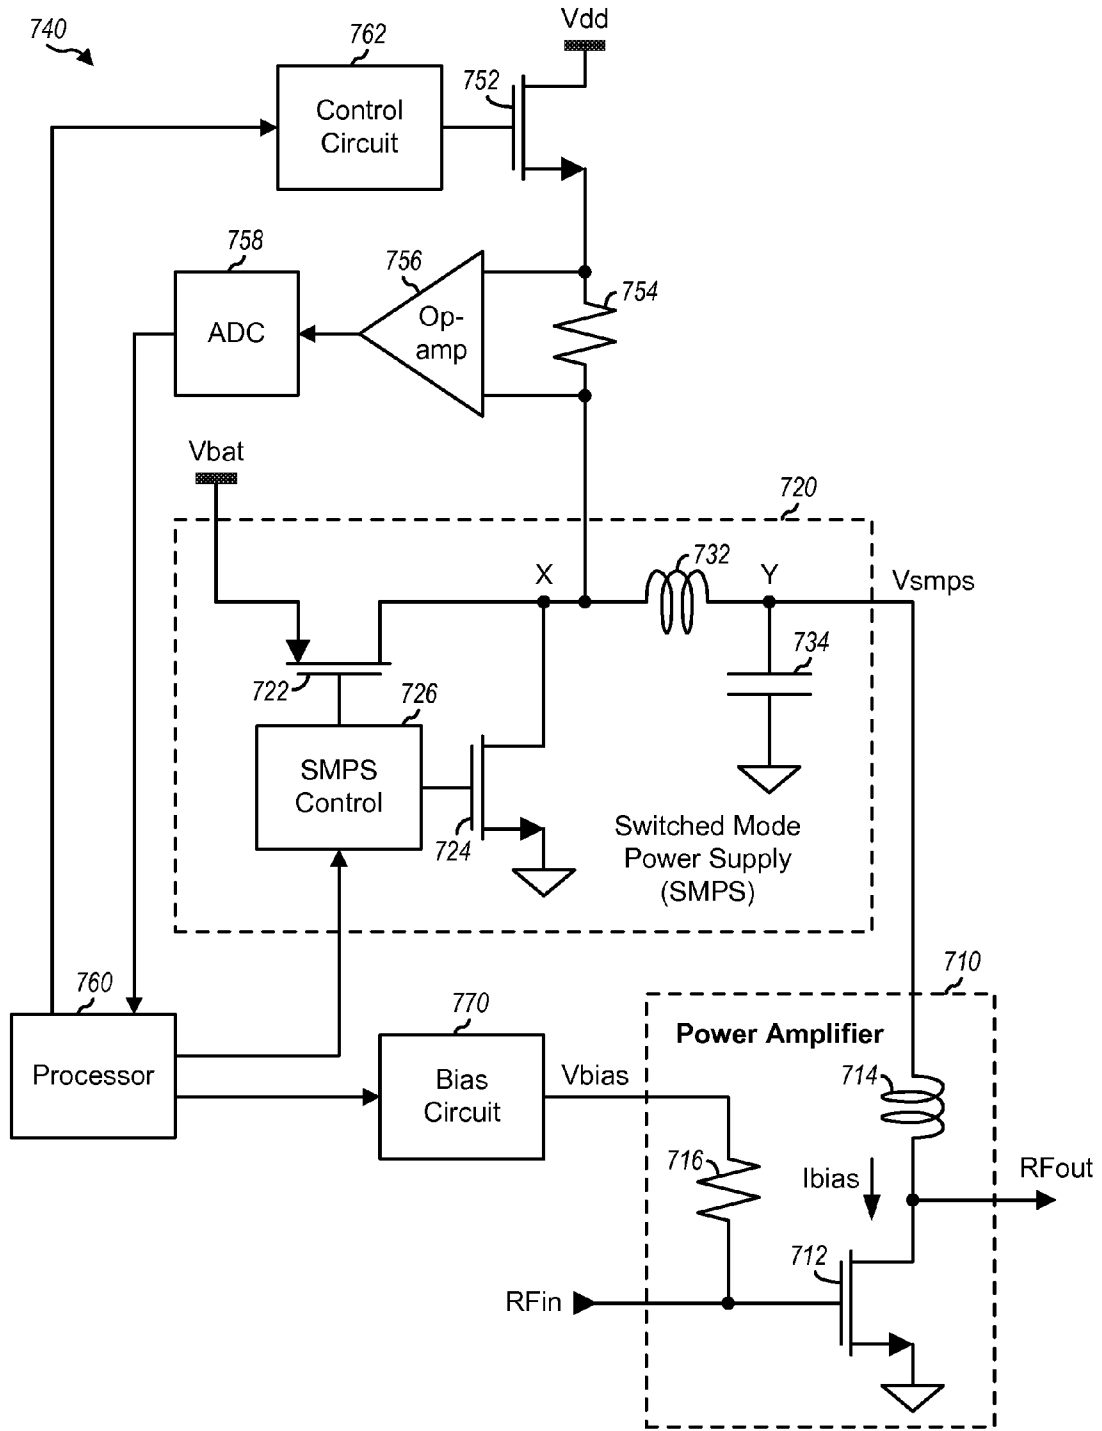 740
Vdd
762
752
Control
Circuit
758
756
754
ADC
Op-
amp
Vbat
720
732
X
Y
Vsmps
734
722
726
SMPS
Control
724
Switched Mode
Power Supply
(SMPS)
760
770
710
Power Amplifier
Processor
Bias
Circuit
Vbias
714
716
Ibias
RFout
712
RFin